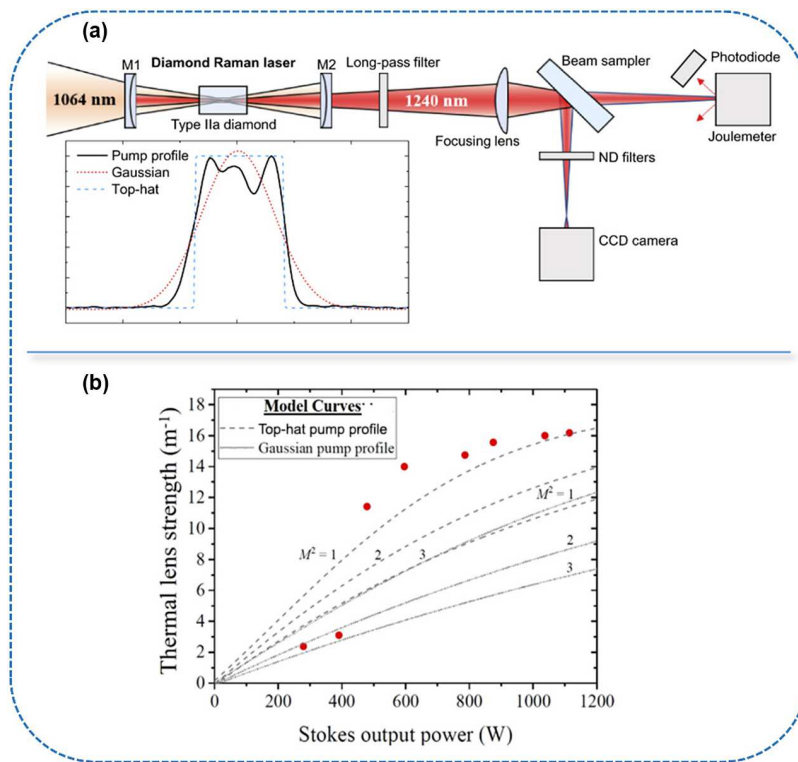 (a)
M1
Diamond Raman laser
M2
Long-pass filter
Beam sampler
Photodiode
1064 nm
1240 nm
Type IIa diamond
Focusing lens
Joulemeter
ND filters
CCD camera
Pump profile
Gaussian
Top-hat
(b)
Thermal lens strength (m⁻¹)
18
16
14
12
10
8
6
4
2
0
Model Curves
Top-hat pump profile
Gaussian pump profile
M² = 1
2
3
M² = 1
2
3
0
200
400
600
800
1000
1200
Stokes output power (W)